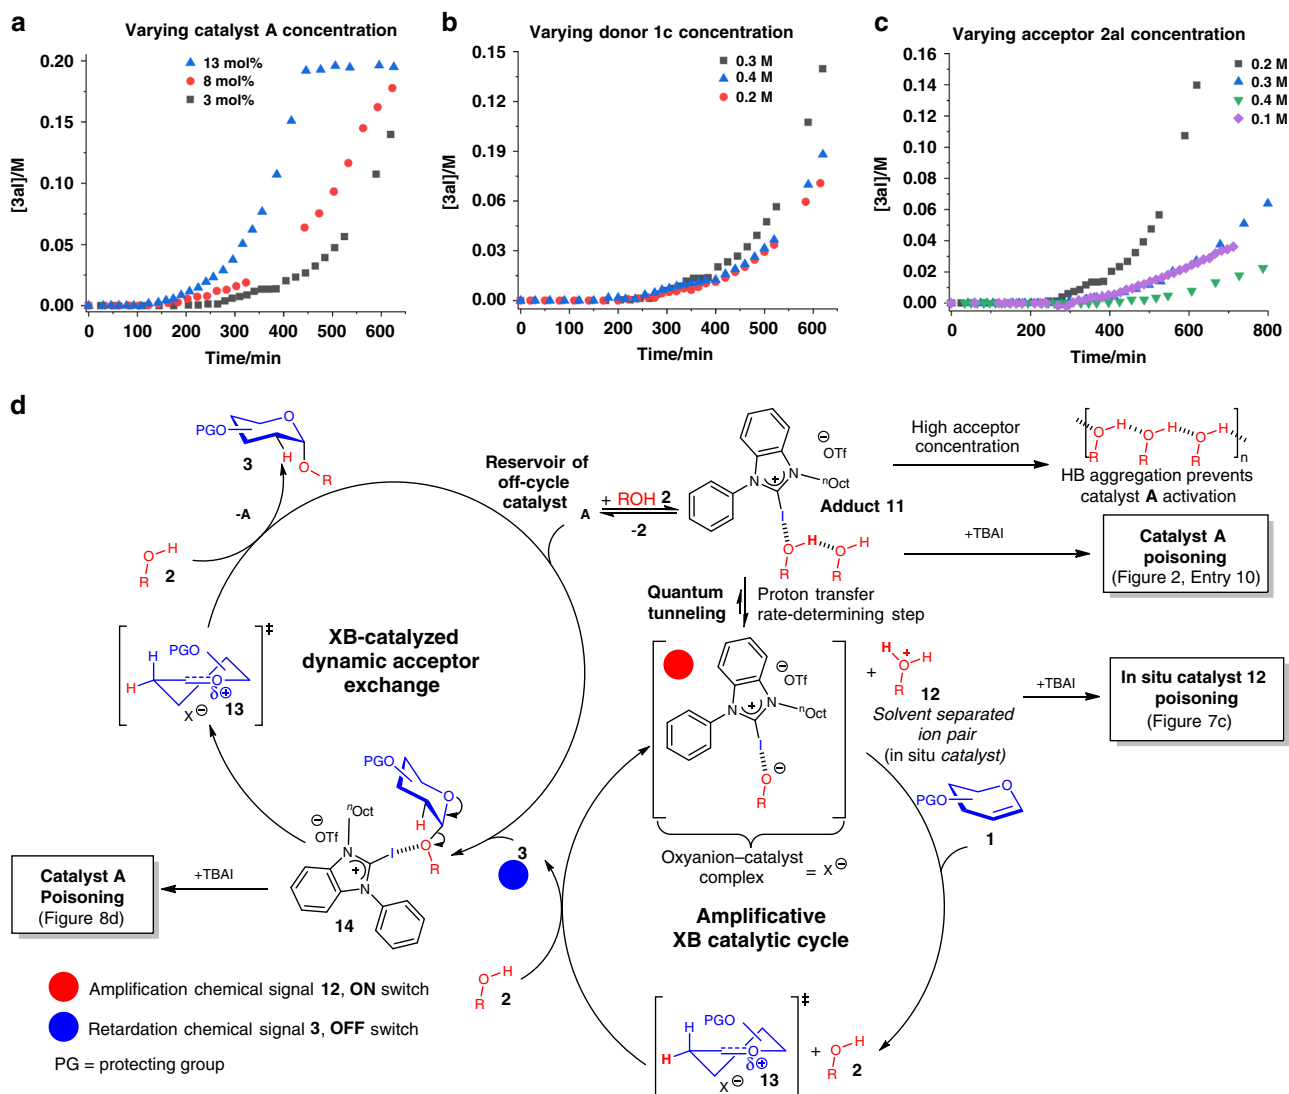 a
Varying catalyst A concentration
13 mol%
8 mol%
3 mol%
0.20
0.15
0.10
0.05
0.00
[3al]/M
0 100 200 300 400 500 600
Time/min
b
Varying donor 1c concentration
0.3 M
0.4 M
0.2 M
0.15
0.12
0.09
0.06
0.03
0.00
[3al]/M
0 100 200 300 400 500 600
Time/min
c
Varying acceptor 2al concentration
0.2 M
0.3 M
0.4 M
0.1 M
0.14
0.12
0.10
0.08
0.06
0.04
0.02
0.00
[3al]/M
0 200 400 600 800
Time/min
d
PGO
O
H
O
R
3
-A
O H
R
2
Reservoir of
off-cycle
catalyst
A
+ ROH 2
-2
⊖
OTf
N + N
ⁿOct
I
Adduct 11
O H O H
R R
High acceptor
concentration
O H O H O H
R R R
n
HB aggregation prevents
catalyst A activation
+TBAI
Catalyst A
poisoning
(Figure 2, Entry 10)
Quantum
tunneling
Proton transfer
rate-determining step
XB-catalyzed
dynamic acceptor
exchange
PGO
H
H
O
δ⊕
X⊖
13
‡
⊖
OTf
N + N
ⁿOct
I
O ⊖
R
+
H + H
O
R
12
Solvent separated
ion pair
(in situ catalyst)
+TBAI
In situ catalyst 12
poisoning
(Figure 7c)
PGO
O
1
Oxyanion–catalyst
complex
= X⊖
PGO
O
H
O
R
ⁿOct
⊖
OTf
N
I
+
N
14
3
+TBAI
Catalyst A
Poisoning
(Figure 8d)
Amplificative
XB catalytic cycle
O H
R
2
PGO
H
H
O
δ⊕
X⊖
13
‡
+
O H
R
2
Amplification chemical signal 12, ON switch
Retardation chemical signal 3, OFF switch
PG = protecting group